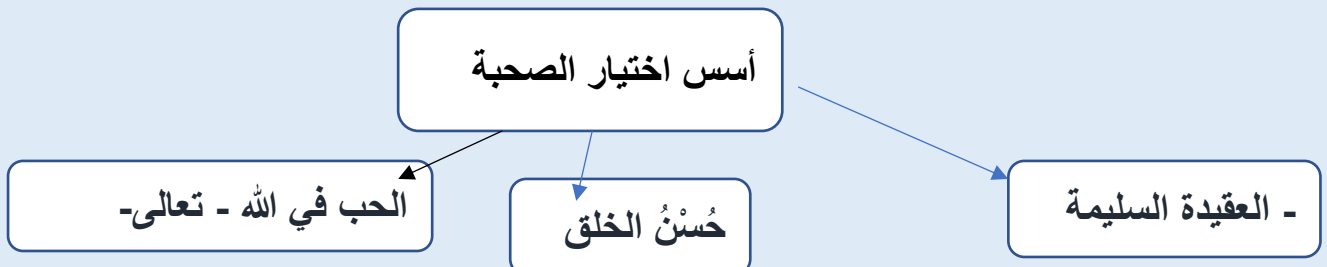 أسس اختيار الصحبة
- العقيدة السليمة
حُسْنُ الخلق
الحب في الله - تعالى-